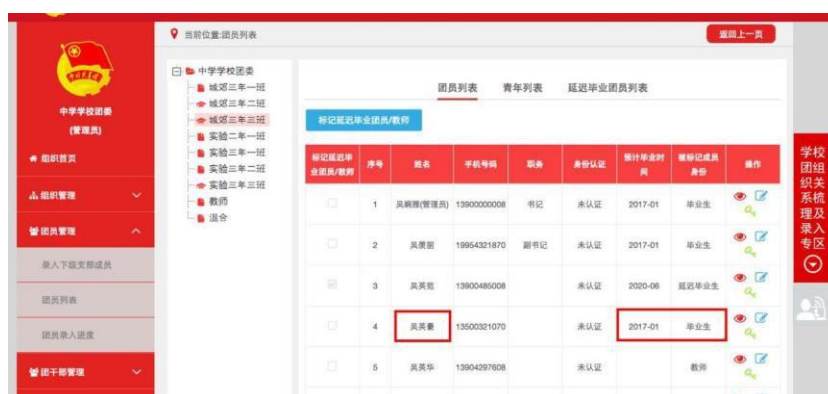 当前位置:团员列表
返回上一页
中学学校团委
(管理员)
组织首页
组织管理
团员管理
录入下级支部成员
团员列表
团员录入进度
团干部管理
中学学校团委
城郊三年一班
城郊三年二班
城郊三年三班
实验二年一班
实验三年一班
实验三年二班
实验三年三班
教师
混合
团员列表 青年列表 延迟毕业团员列表
标记延迟毕业团员/教师
标记延迟毕业团员/教师 序号 姓名 手机号码 职务 身份认证 预计毕业时间 被标记成员身份 操作
1 吴婉雅(管理员) 13900000008 书记 未认证 2017-01 毕业生
2 19954321870 副书记 未认证 2017-01 毕业生
3 13900485008 未认证 2020-06 延迟毕业生
4 吴英豪 13500321070 未认证 2017-01 毕业生
5 吴英华 13904297608 未认证 教师
学校
团组
织关
系梳
理及
录入
专区